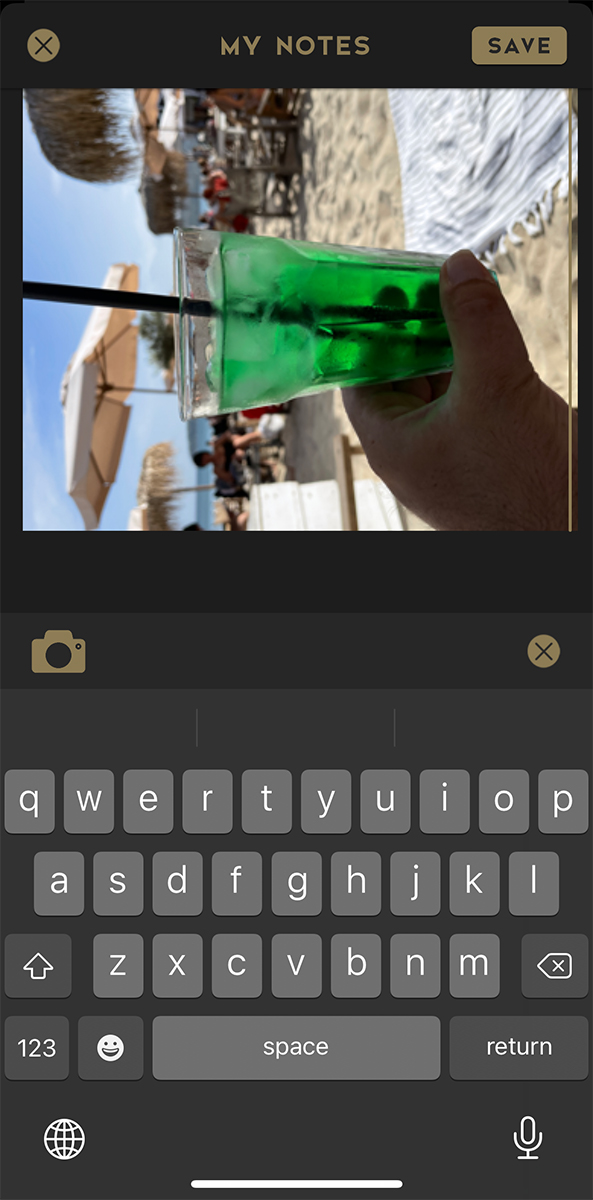 MY NOTES SAVE
q w e r t y u i o p
a s d f g h j k l
z x c v b n m
123 space return